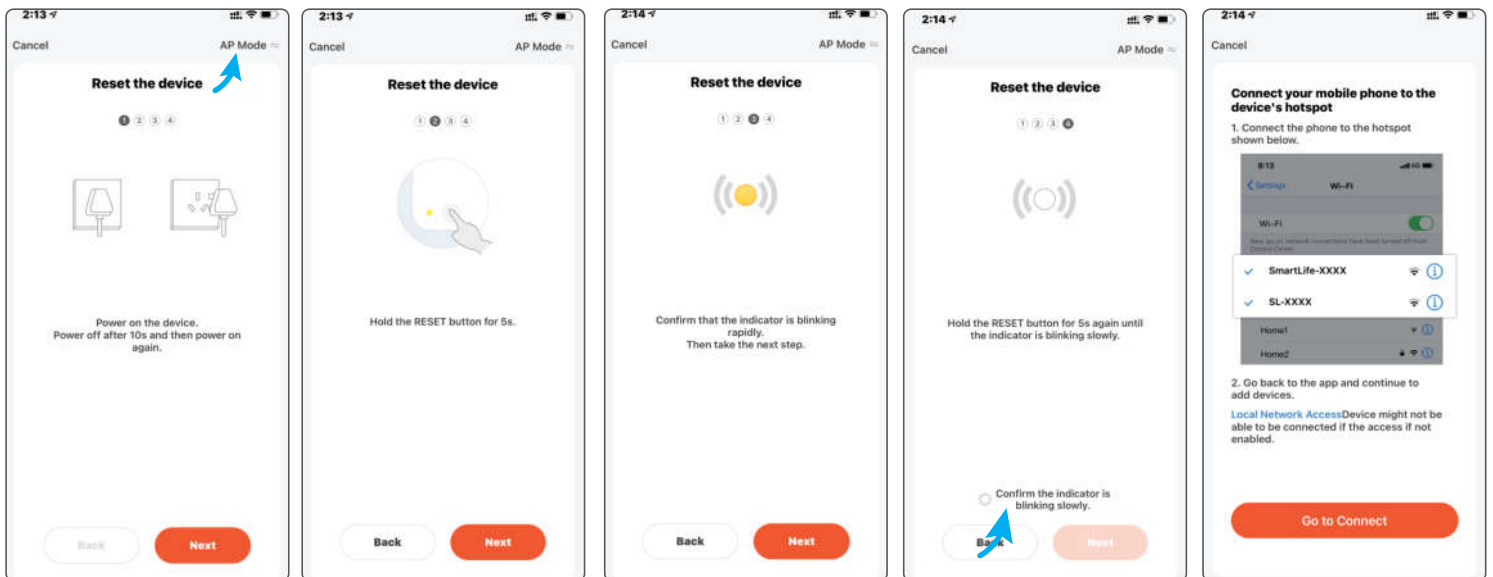 2:13
Cancel
AP Mode
Reset the device
1 2 3 4
Power on the device.
Power off after 10s and then power on
again.
Back
Next
2:13
Cancel
AP Mode
Reset the device
1 2 3 4
Hold the RESET button for 5s.
Back
Next
2:14
Cancel
AP Mode
Reset the device
1 2 3 4
Confirm that the indicator is blinking
rapidly.
Then take the next step.
Back
Next
2:14
Cancel
AP Mode
Reset the device
1 2 3
Hold the RESET button for 5s again until
the indicator is blinking slowly.
Confirm the indicator is
blinking slowly.
Back
Next
2:14
Cancel
Connect your mobile phone to the
device's hotspot
1. Connect the phone to the hotspot
shown below.
8:13
4G
Settings
Wi-Fi
Wi-Fi
SmartLife-XXXX
SL-XXXX
Home1
Home2
2. Go back to the app and continue to
add devices.
Local Network AccessDevice might not be
able to be connected if the access if not
enabled.
Go to Connect